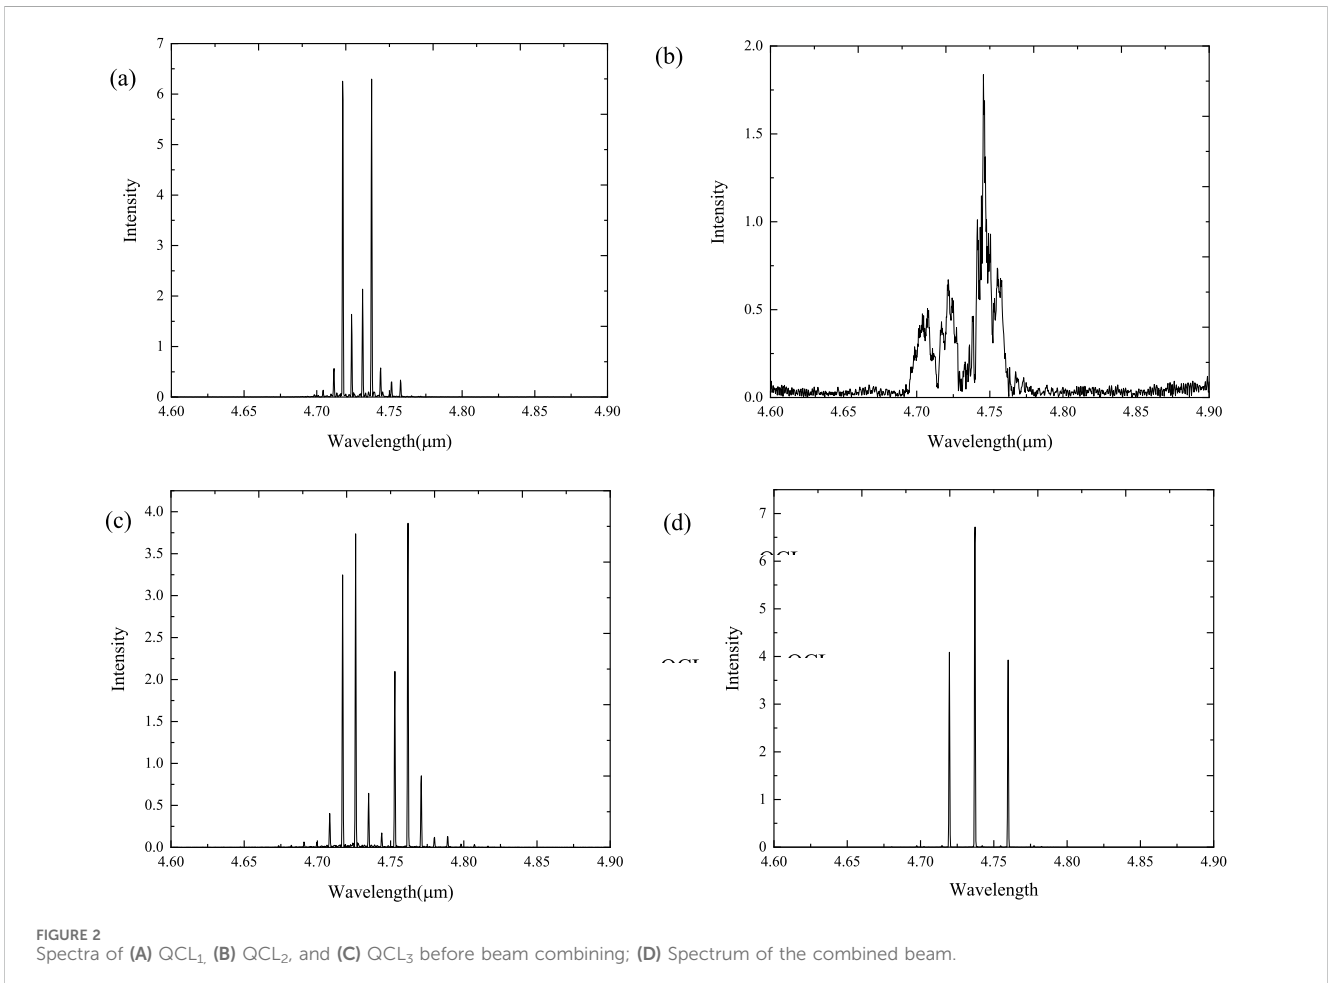 (a)
7
6
5
4
3
2
1
0
Intensity
4.60 4.65 4.70 4.75 4.80 4.85 4.90
Wavelength(μm)
(b)
2.0
1.5
1.0
0.5
0.0
Intensity
4.60 4.65 4.70 4.75 4.80 4.85 4.90
Wavelength(μm)
(c)
4.0
3.5
3.0
2.5
2.0
1.5
1.0
0.5
0.0
Intensity
4.60 4.65 4.70 4.75 4.80 4.85 4.90
Wavelength(μm)
(d)
7
6
5
4
3
2
1
0
Intensity
4.60 4.65 4.70 4.75 4.80 4.85 4.90
Wavelength
FIGURE 2
Spectra of (A) QCL1, (B) QCL2, and (C) QCL3 before beam combining; (D) Spectrum of the combined beam.